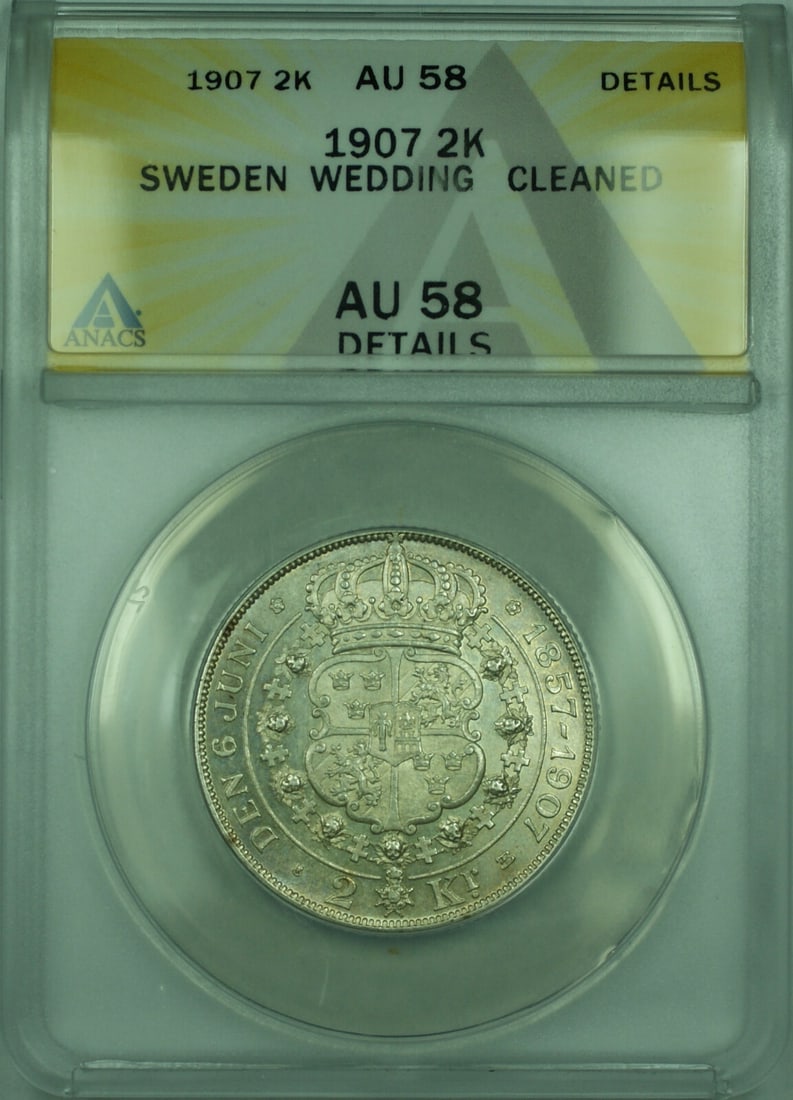 1907 2K AU 58 DETAILS
1907 2K
SWEDEN WEDDING CLEANED
AU 58
DETAILS
ANACS
DEN 6 JUNI
1857-1907
2 Kr.